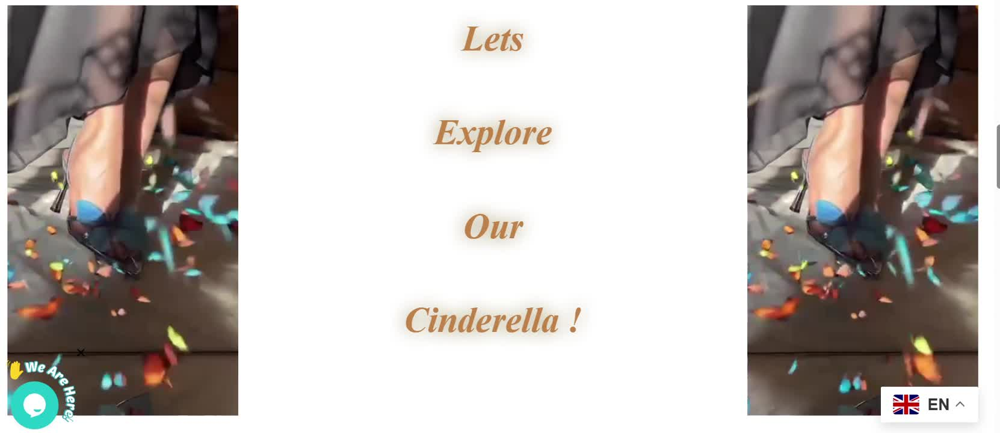 Lets
Explore
Our
Cinderella !
We Are Here!
EN